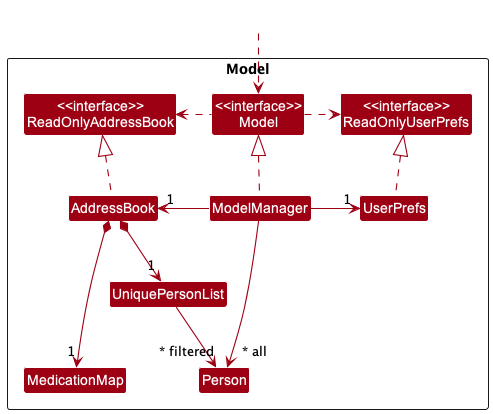 Model
<<interface>>
ReadOnlyAddressBook
<<interface>>
Model
<<interface>>
ReadOnlyUserPrefs
AddressBook
1
ModelManager
1
UserPrefs
1
UniquePersonList
1
* filtered
* all
MedicationMap
Person